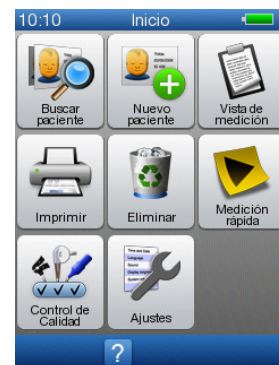 10:10 Inicio
Buscar
paciente
Nuevo
paciente
Vista de
medición
Imprimir
Eliminar
Medición
rápida
Control de
Calidad
Ajustes
?